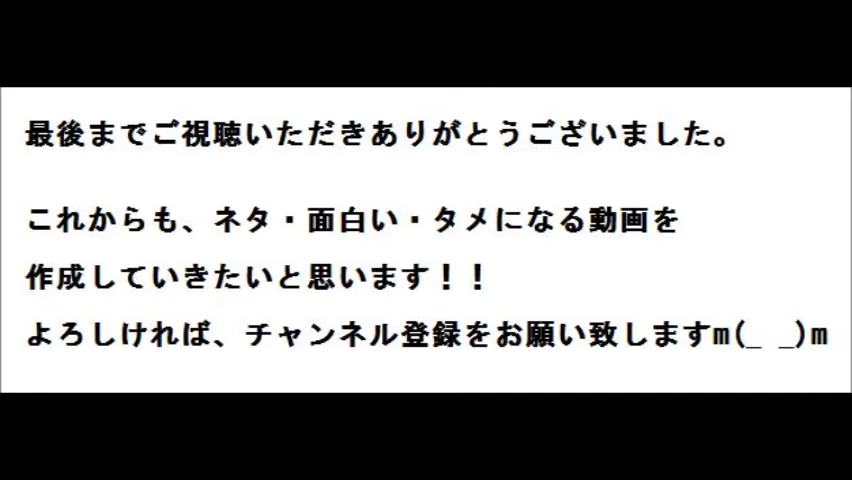 最後までご視聴いただきありがとうございました。
これからも、ネタ・面白い・タメになる動画を
作成していきたいと思います！！
よろしければ、チャンネル登録をお願い致しますm(_ _)m